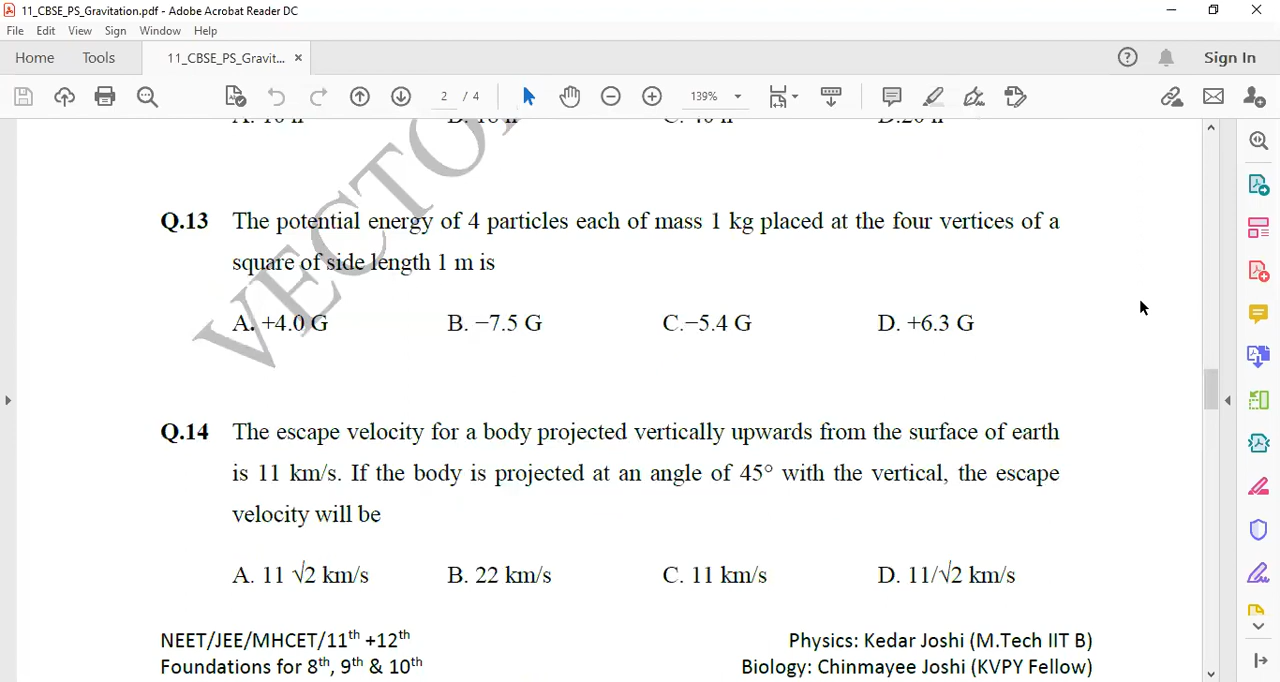 11_CBSE_PS_Gravitation.pdf - Adobe Acrobat Reader DC
File Edit View Sign Window Help
Home Tools 11_CBSE_PS_Gravit... × Sign In
2 / 4 139%
VECTO
Q.13 The potential energy of 4 particles each of mass 1 kg placed at the four vertices of a
square of side length 1 m is
A. +4.0 G B. −7.5 G C.−5.4 G D. +6.3 G
Q.14 The escape velocity for a body projected vertically upwards from the surface of earth
is 11 km/s. If the body is projected at an angle of 45° with the vertical, the escape
velocity will be
A. 11 √2 km/s B. 22 km/s C. 11 km/s D. 11/√2 km/s
NEET/JEE/MHCET/11th +12th Physics: Kedar Joshi (M.Tech IIT B)
Foundations for 8th, 9th & 10th Biology: Chinmayee Joshi (KVPY Fellow)